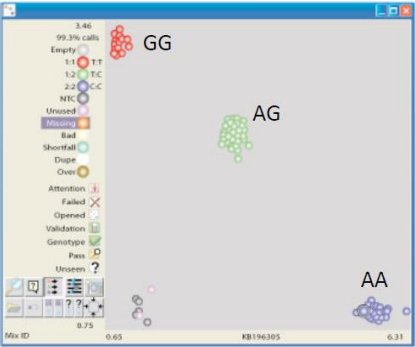 3.46
99.3% calls
Empty
1:1 T:T
1:2 T:C
2:2 C:C
NTC
Unused
Missing
Bad
Shortfall
Dupe
Over
Attention
Failed
Opened
Validation
Genotype
Pass
Unseen ?
? ? ?
Mix ID
0.75
0.65
KB196305
6.31
GG
AG
AA